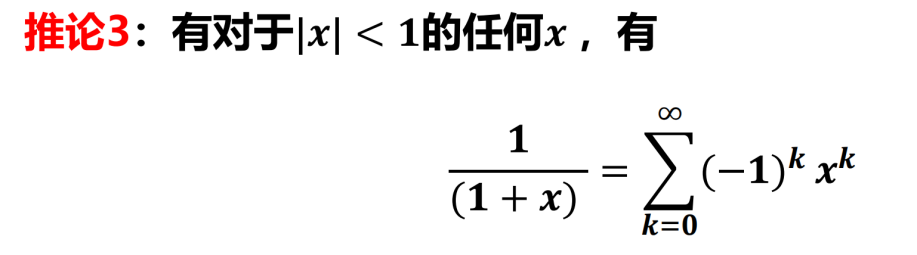 推论3：有对于|x| < 1的任何x，有
1/(1 + x) = ∑_{k=0}^{∞} (−1)^k x^k